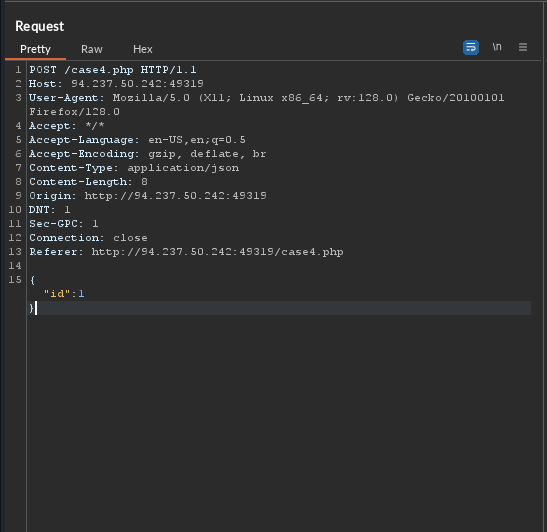 Request
Pretty Raw Hex \n
1 POST /case4.php HTTP/1.1
2 Host: 94.237.50.242:49319
3 User-Agent: Mozilla/5.0 (X11; Linux x86_64; rv:128.0) Gecko/20100101
Firefox/128.0
4 Accept: */*
5 Accept-Language: en-US,en;q=0.5
6 Accept-Encoding: gzip, deflate, br
7 Content-Type: application/json
8 Content-Length: 8
9 Origin: http://94.237.50.242:49319
10 DNT: 1
11 Sec-GPC: 1
12 Connection: close
13 Referer: http://94.237.50.242:49319/case4.php
14
15 {
"id":1
}